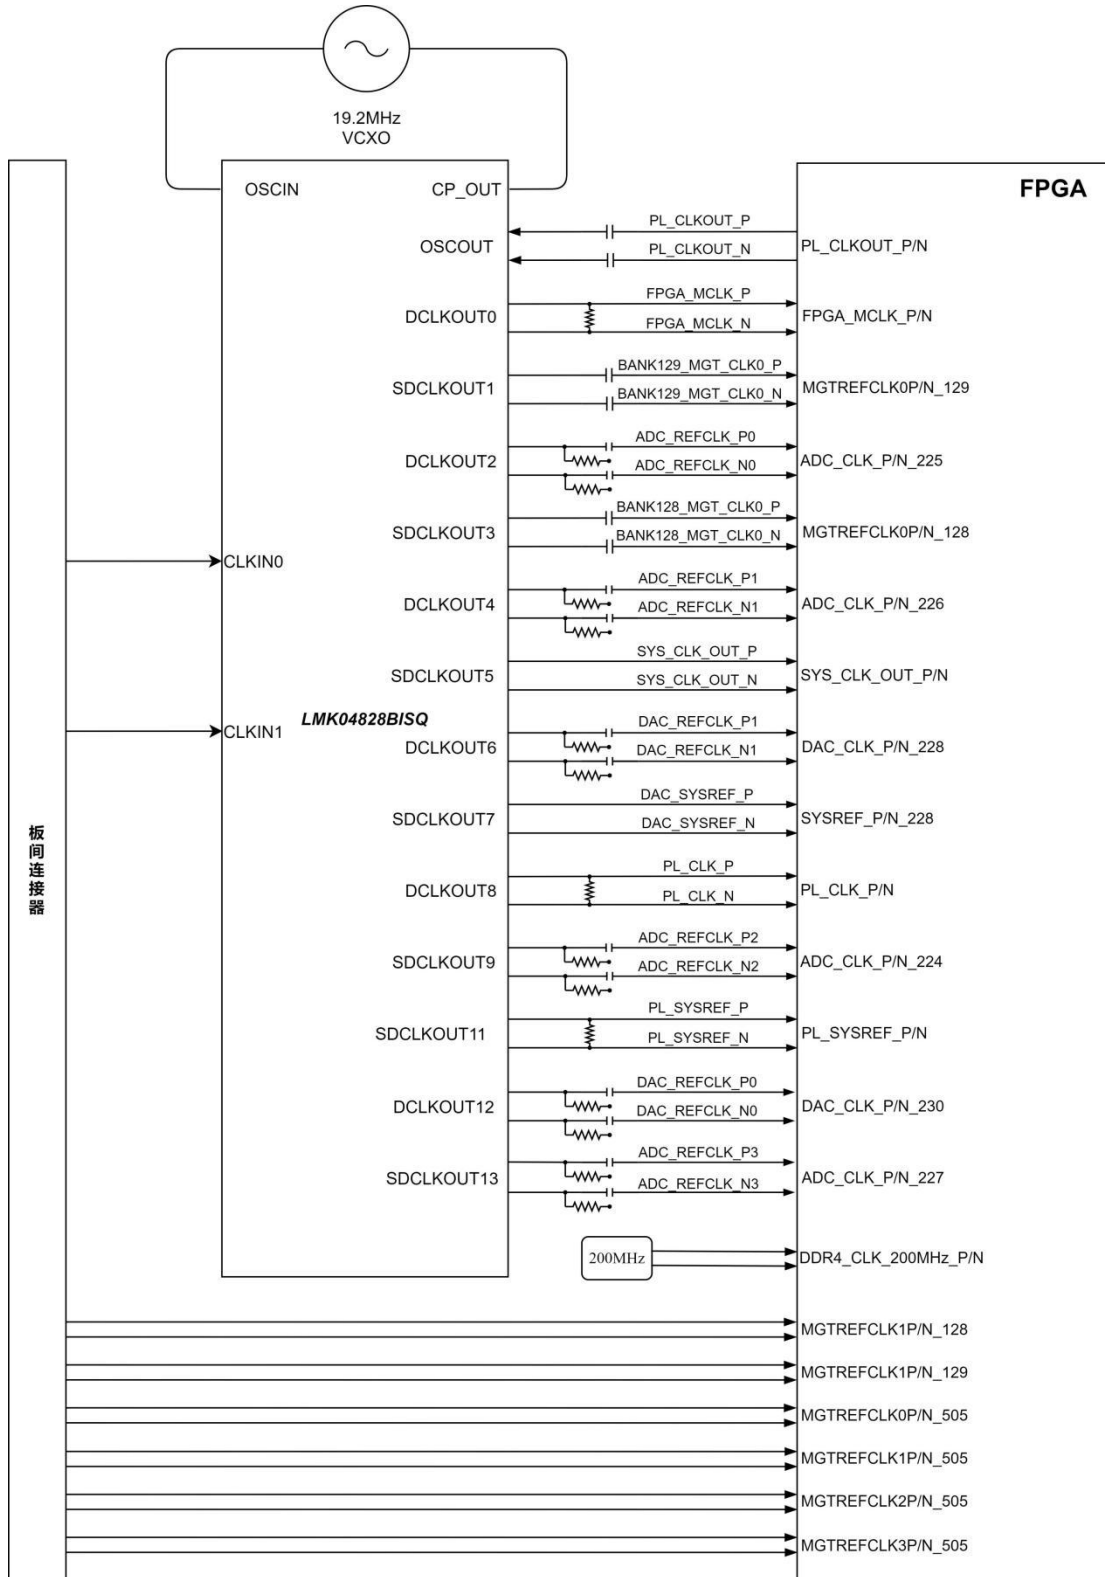 19.2MHz
VCXO
OSCIN
CP_OUT
FPGA
OSCOUT
PL_CLKOUT_P
PL_CLKOUT_N
PL_CLKOUT_P/N
DCLKOUT0
FPGA_MCLK_P
FPGA_MCLK_N
FPGA_MCLK_P/N
SDCLKOUT1
BANK129_MGT_CLK0_P
BANK129_MGT_CLK0_N
MGTREFCLK0P/N_129
DCLKOUT2
ADC_REFCLK_P0
ADC_REFCLK_N0
ADC_CLK_P/N_225
SDCLKOUT3
BANK128_MGT_CLK0_P
BANK128_MGT_CLK0_N
MGTREFCLK0P/N_128
CLKIN0
DCLKOUT4
ADC_REFCLK_P1
ADC_REFCLK_N1
ADC_CLK_P/N_226
SDCLKOUT5
SYS_CLK_OUT_P
SYS_CLK_OUT_N
SYS_CLK_OUT_P/N
LMK04828BISQ
CLKIN1
DCLKOUT6
DAC_REFCLK_P1
DAC_REFCLK_N1
DAC_CLK_P/N_228
SDCLKOUT7
DAC_SYSREF_P
DAC_SYSREF_N
SYSREF_P/N_228
板间连接器
DCLKOUT8
PL_CLK_P
PL_CLK_N
PL_CLK_P/N
SDCLKOUT9
ADC_REFCLK_P2
ADC_REFCLK_N2
ADC_CLK_P/N_224
SDCLKOUT11
PL_SYSREF_P
PL_SYSREF_N
PL_SYSREF_P/N
DCLKOUT12
DAC_REFCLK_P0
DAC_REFCLK_N0
DAC_CLK_P/N_230
SDCLKOUT13
ADC_REFCLK_P3
ADC_REFCLK_N3
ADC_CLK_P/N_227
200MHz
DDR4_CLK_200MHz_P/N
MGTREFCLK1P/N_128
MGTREFCLK1P/N_129
MGTREFCLK0P/N_505
MGTREFCLK1P/N_505
MGTREFCLK2P/N_505
MGTREFCLK3P/N_505